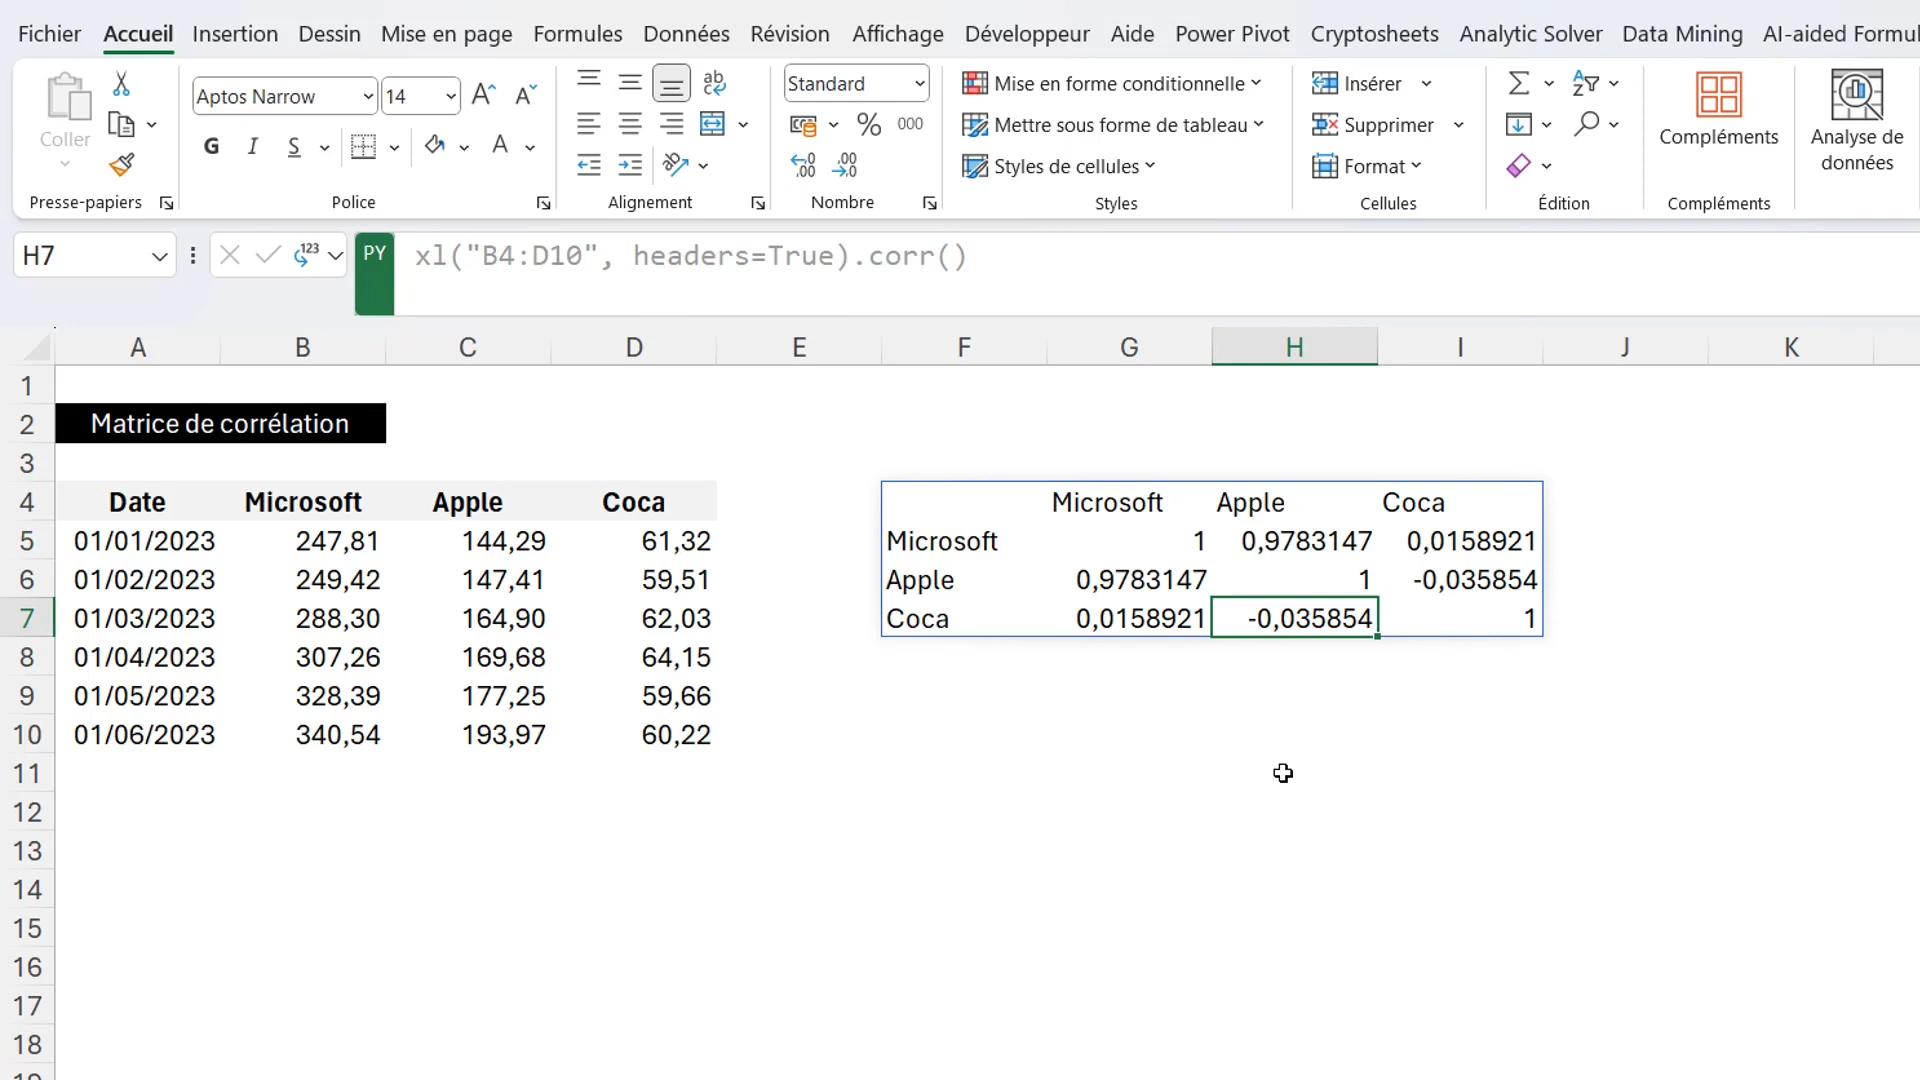 Fichier Accueil Insertion Dessin Mise en page Formules Données Révision Affichage Développeur Aide Power Pivot Cryptosheets Analytic Solver Data Mining AI-aided Formul
Coller
Aptos Narrow 14
G I S A
ab
Standard
% 000
Mise en forme conditionnelle
Mettre sous forme de tableau
Styles de cellules
Insérer
Supprimer
Format
Compléments
Analyse de
données
Presse-papiers Police Alignement Nombre Styles Cellules Édition Compléments
H7 123 PY xl("B4:D10", headers=True).corr()
A B C D E F G H I J K
1
2 Matrice de corrélation
3
4 Date Microsoft Apple Coca Microsoft Apple Coca
5 01/01/2023 247,81 144,29 61,32 Microsoft 1 0,9783147 0,0158921
6 01/02/2023 249,42 147,41 59,51 Apple 0,9783147 1 -0,035854
7 01/03/2023 288,30 164,90 62,03 Coca 0,0158921 -0,035854 1
8 01/04/2023 307,26 169,68 64,15
9 01/05/2023 328,39 177,25 59,66
10 01/06/2023 340,54 193,97 60,22
11
12
13
14
15
16
17
18